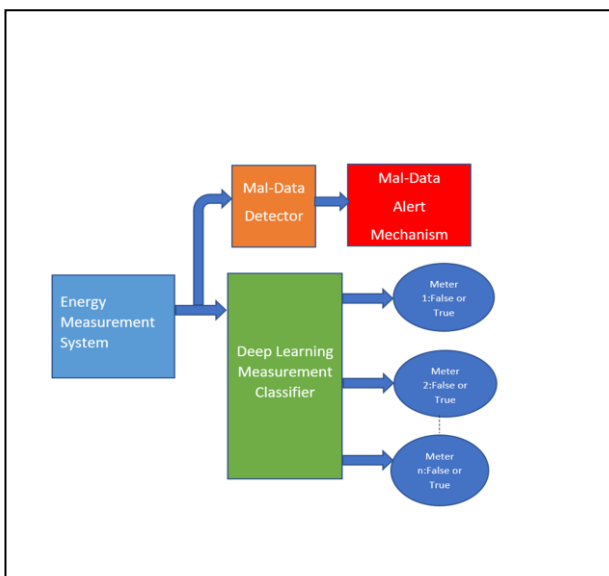 Mal-Data
Detector
Mal-Data
Alert
Mechanism
Energy
Measurement
System
Deep Learning
Measurement
Classifier
Meter
1:False or
True
Meter
2:False or
True
Meter
n:False or
True